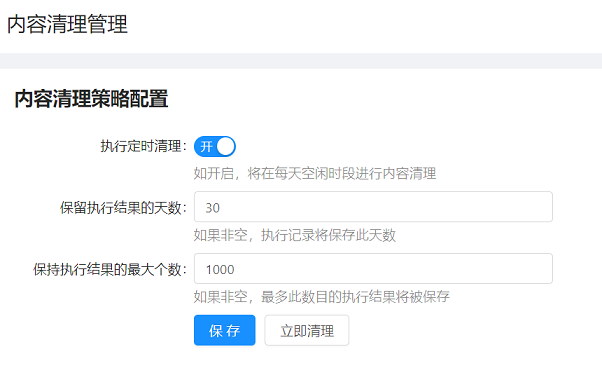 内容清理管理
内容清理策略配置
执行定时清理： 开
如开启，将在每天空闲时段进行内容清理
保留执行结果的天数： 30
如果非空，执行记录将保存此天数
保持执行结果的最大个数： 1000
如果非空，最多此数目的执行结果将被保存
保 存 立即清理